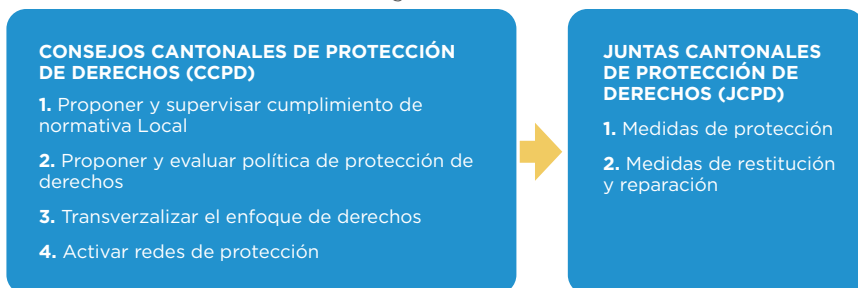 CONSEJOS CANTONALES DE PROTECCIÓN
DE DERECHOS (CCPD)
1. Proponer y supervisar cumplimiento de
normativa Local
2. Proponer y evaluar política de protección de
derechos
3. Transverzalizar el enfoque de derechos
4. Activar redes de protección
JUNTAS CANTONALES
DE PROTECCIÓN DE
DERECHOS (JCPD)
1. Medidas de protección
2. Medidas de restitución
y reparación